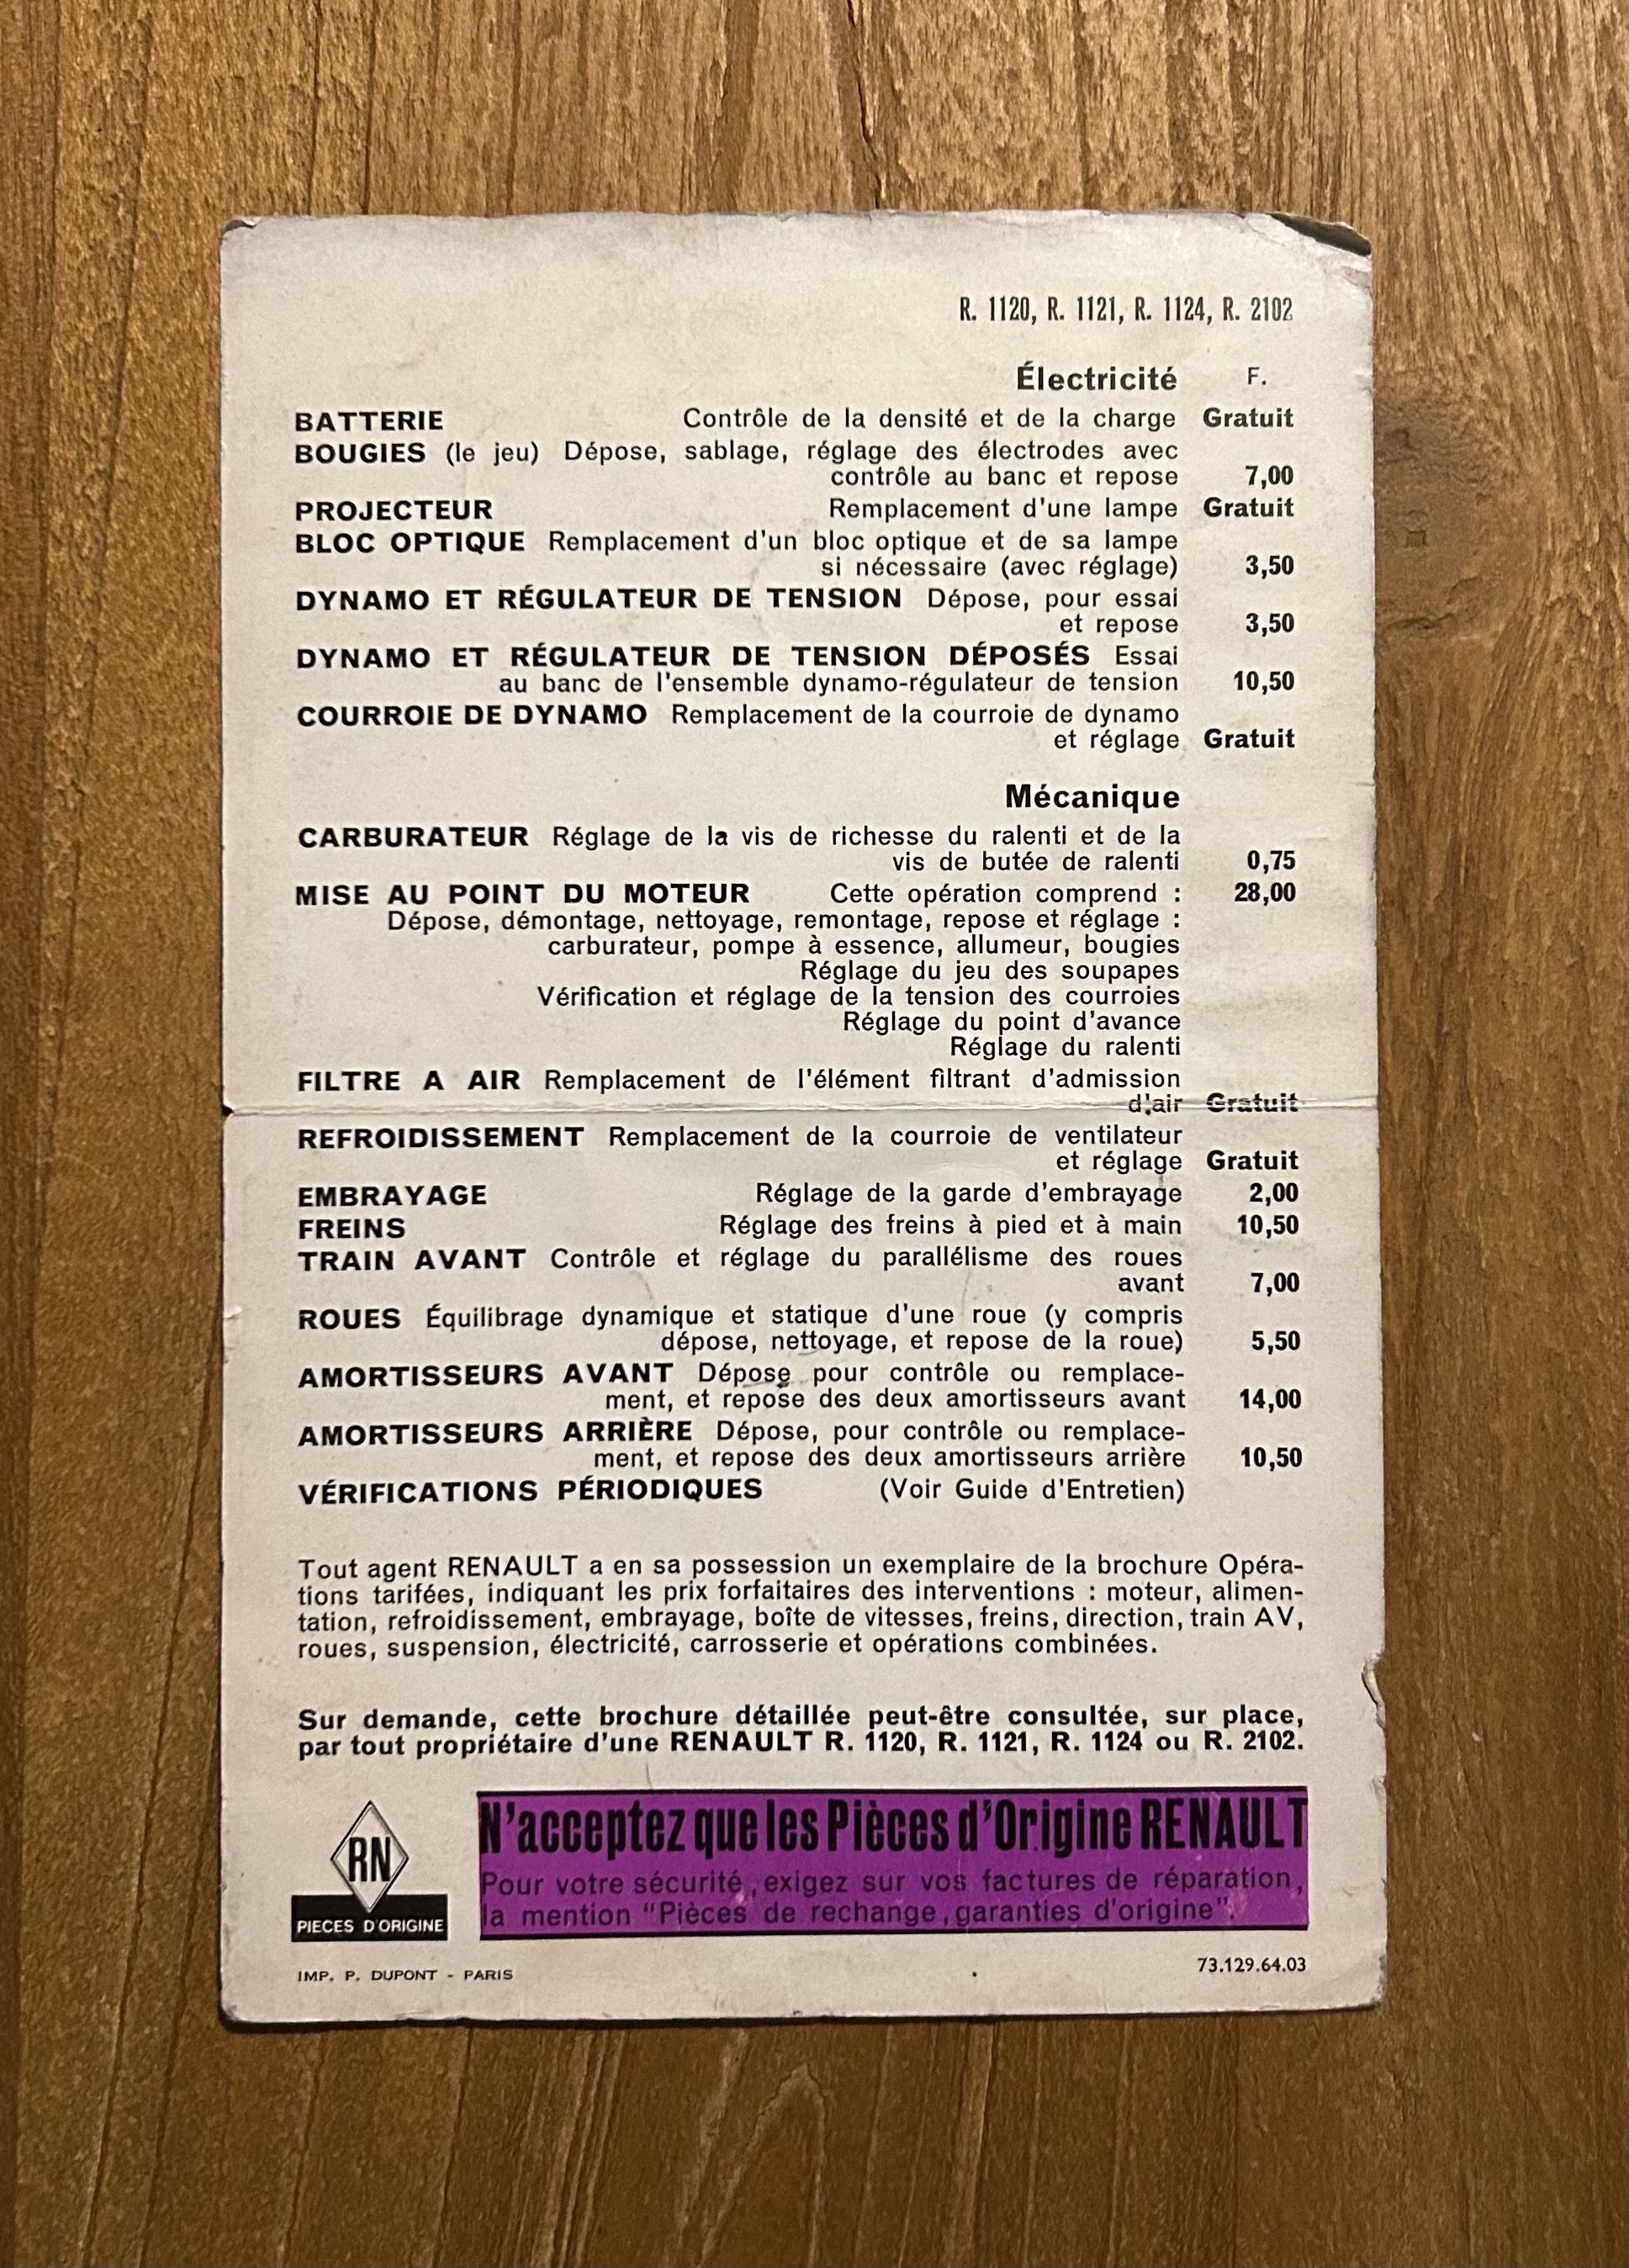 R. 1120, R. 1121, R. 1124, R. 2102
Électricité F.
BATTERIE Contrôle de la densité et de la charge Gratuit
BOUGIES (le jeu) Dépose, sablage, réglage des électrodes avec
contrôle au banc et repose 7,00
PROJECTEUR Remplacement d'une lampe Gratuit
BLOC OPTIQUE Remplacement d'un bloc optique et de sa lampe
si nécessaire (avec réglage) 3,50
DYNAMO ET RÉGULATEUR DE TENSION Dépose, pour essai
et repose 3,50
DYNAMO ET RÉGULATEUR DE TENSION DÉPOSÉS Essai
au banc de l'ensemble dynamo-régulateur de tension 10,50
COURROIE DE DYNAMO Remplacement de la courroie de dynamo
et réglage Gratuit
Mécanique
CARBURATEUR Réglage de la vis de richesse du ralenti et de la
vis de butée de ralenti 0,75
MISE AU POINT DU MOTEUR Cette opération comprend : 28,00
Dépose, démontage, nettoyage, remontage, repose et réglage :
carburateur, pompe à essence, allumeur, bougies
Réglage du jeu des soupapes
Vérification et réglage de la tension des courroies
Réglage du point d'avance
Réglage du ralenti
FILTRE A AIR Remplacement de l'élément filtrant d'admission
d'air Gratuit
REFROIDISSEMENT Remplacement de la courroie de ventilateur
et réglage Gratuit
EMBRAYAGE Réglage de la garde d'embrayage 2,00
FREINS Réglage des freins à pied et à main 10,50
TRAIN AVANT Contrôle et réglage du parallélisme des roues
avant 7,00
ROUES Équilibrage dynamique et statique d'une roue (y compris
dépose, nettoyage, et repose de la roue) 5,50
AMORTISSEURS AVANT Dépose pour contrôle ou remplace-
ment, et repose des deux amortisseurs avant 14,00
AMORTISSEURS ARRIÈRE Dépose, pour contrôle ou remplace-
ment, et repose des deux amortisseurs arrière 10,50
VÉRIFICATIONS PÉRIODIQUES (Voir Guide d'Entretien)
Tout agent RENAULT a en sa possession un exemplaire de la brochure Opéra-
tions tarifées, indiquant les prix forfaitaires des interventions : moteur, alimen-
tation, refroidissement, embrayage, boîte de vitesses, freins, direction, train AV,
roues, suspension, électricité, carrosserie et opérations combinées.
Sur demande, cette brochure détaillée peut-être consultée, sur place,
par tout propriétaire d'une RENAULT R. 1120, R. 1121, R. 1124 ou R. 2102.
RN
PIECES D'ORIGINE
N'acceptez que les Pièces d'Origine RENAULT
Pour votre sécurité, exigez sur vos factures de réparation,
la mention "Pièces de rechange, garanties d'origine".
IMP. P. DUPONT - PARIS
73.129.64.03